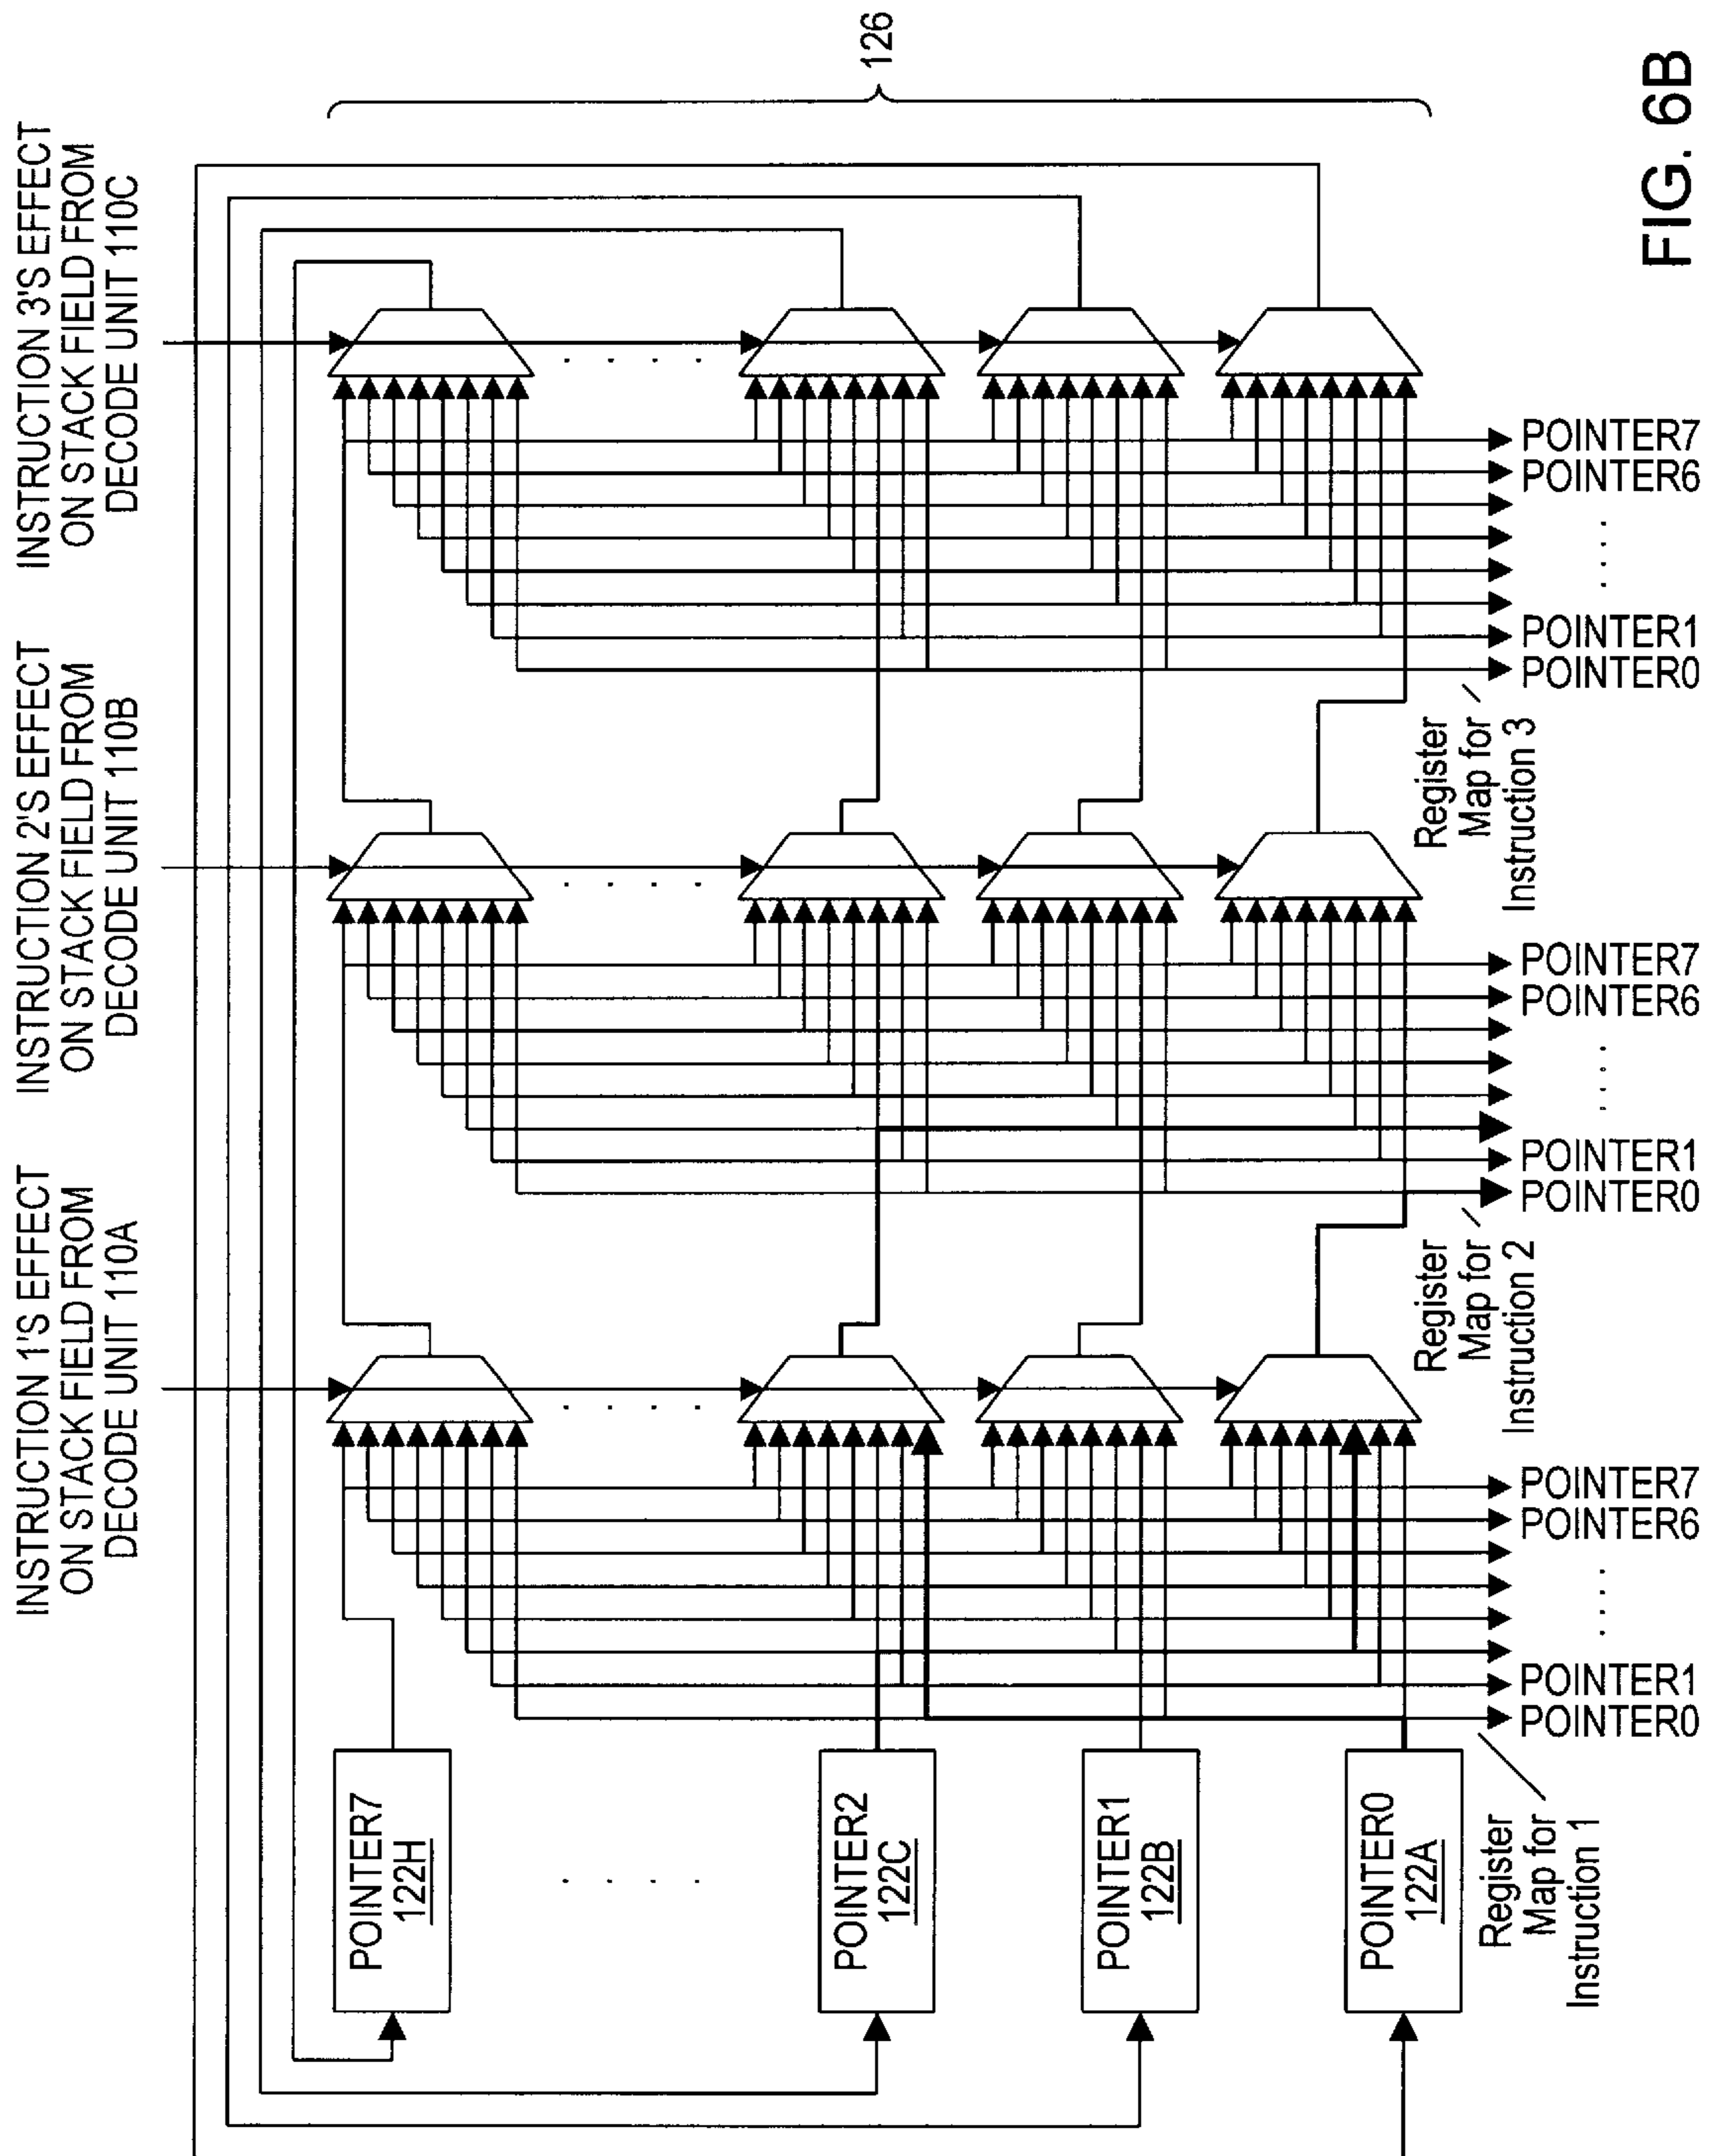 INSTRUCTION 1'S EFFECT
ON STACK FIELD FROM
DECODE UNIT 110A
INSTRUCTION 2'S EFFECT
ON STACK FIELD FROM
DECODE UNIT 110B
INSTRUCTION 3'S EFFECT
ON STACK FIELD FROM
DECODE UNIT 110C
POINTER7
122H
. . . .
. . . .
. . . .
. . . .
POINTER2
122C
POINTER1
122B
POINTER0
122A
126
Register
Map for
Instruction 1
POINTER0
POINTER1
. . . .
POINTER6
POINTER7
Register
Map for
Instruction 2
POINTER0
POINTER1
. . . .
POINTER6
POINTER7
Register
Map for
Instruction 3
POINTER0
POINTER1
. . . .
POINTER6
POINTER7
FIG. 6B